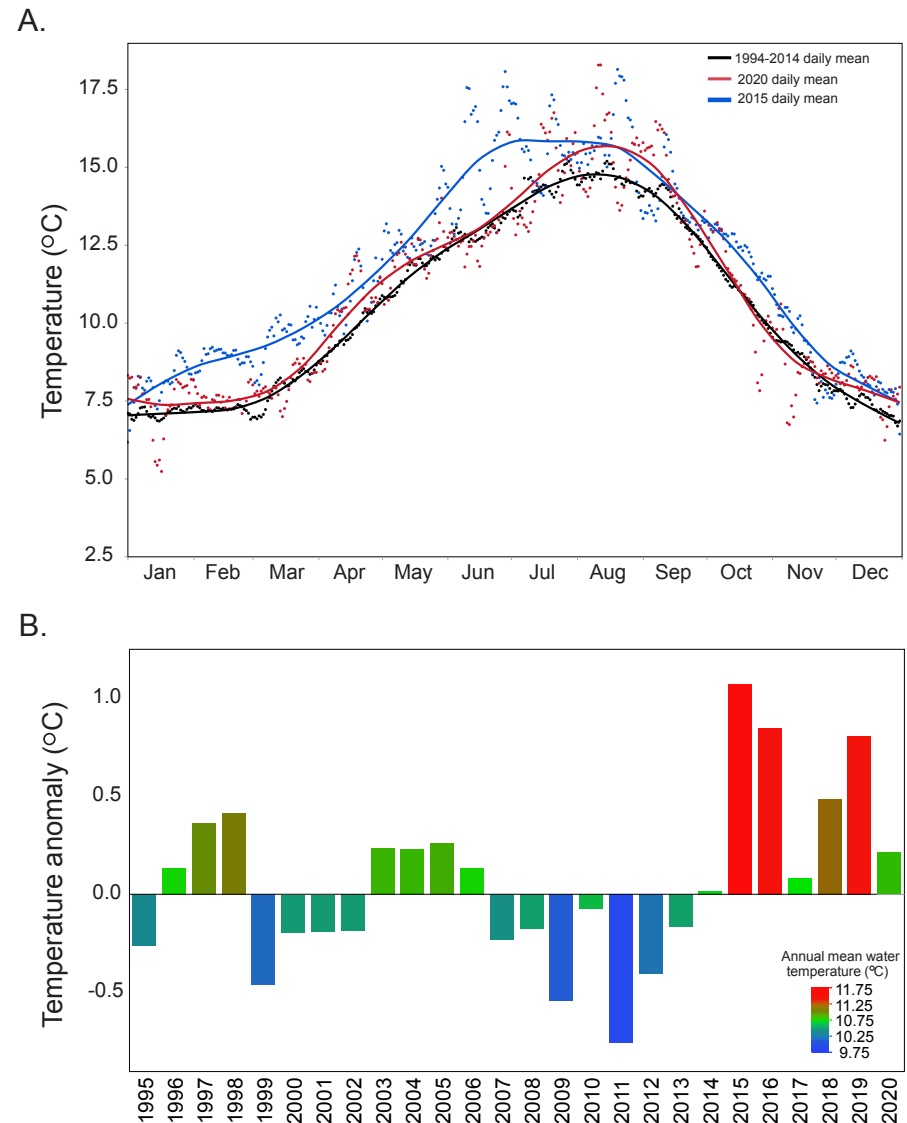 A.
17.5
15.0
12.5
10.0
7.5
5.0
2.5
Temperature (°C)
1994-2014 daily mean
2020 daily mean
2015 daily mean
Jan Feb Mar Apr May Jun Jul Aug Sep Oct Nov Dec
B.
1.0
0.5
0.0
-0.5
Temperature anomaly (°C)
Annual mean water
temperature (°C)
11.75
11.25
10.75
10.25
9.75
1995 1996 1997 1998 1999 2000 2001 2002 2003 2004 2005 2006 2007 2008 2009 2010 2011 2012 2013 2014 2015 2016 2017 2018 2019 2020